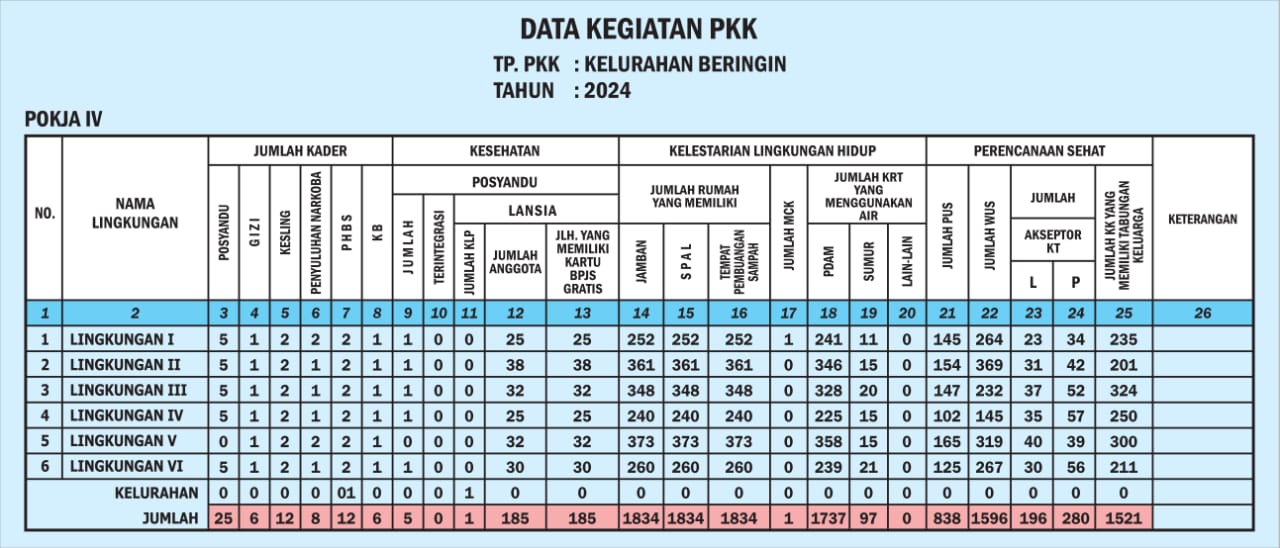 DATA KEGIATAN PKK
TP. PKK : KELURAHAN BERINGIN
TAHUN : 2024
POKJA IV
NO.
NAMA LINGKUNGAN
JUMLAH KADER
POSYANDU
GIZI
KESLING
PENYULUHAN NARKOBA
PHBS
KB
KESEHATAN
POSYANDU
JUMLAH
TERINTEGRASI
LANSIA
JUMLAH KLP
JUMLAH ANGGOTA
JLH. YANG MEMILIKI KARTU BPJS GRATIS
KELESTARIAN LINGKUNGAN HIDUP
JUMLAH RUMAH YANG MEMILIKI
JAMBAN
SPAL
TEMPAT PEMBUANGAN SAMPAH
JUMLAH MCK
JUMLAH KRT YANG MENGGUNAKAN AIR
PDAM
SUMUR
LAIN-LAIN
PERENCANAAN SEHAT
JUMLAH PUS
JUMLAH WUS
JUMLAH
AKSEPTOR KT
L
P
JUMLAH KK YANG MEMILIKI TABUNGAN KELUARGA
KETERANGAN
1 2 3 4 5 6 7 8 9 10 11 12 13 14 15 16 17 18 19 20 21 22 23 24 25 26
1 LINGKUNGAN I 5 1 2 2 2 1 1 0 0 25 25 252 252 252 1 241 11 0 145 264 23 34 235
2 LINGKUNGAN II 5 1 2 1 2 1 1 0 0 38 38 361 361 361 0 346 15 0 154 369 31 42 201
3 LINGKUNGAN III 5 1 2 1 2 1 1 0 0 32 32 348 348 348 0 328 20 0 147 232 37 52 324
4 LINGKUNGAN IV 5 1 2 1 2 1 1 0 0 25 25 240 240 240 0 225 15 0 102 145 35 57 250
5 LINGKUNGAN V 0 1 2 2 2 1 0 0 0 32 32 373 373 373 0 358 15 0 165 319 40 39 300
6 LINGKUNGAN VI 5 1 2 1 2 1 1 0 0 30 30 260 260 260 0 239 21 0 125 267 30 56 211
KELURAHAN 0 0 0 0 01 0 0 0 1 0 0 0 0 0 0 0 0 0 0 0 0 0 0
JUMLAH 25 6 12 8 12 6 5 0 1 185 185 1834 1834 1834 1 1737 97 0 838 1596 196 280 1521